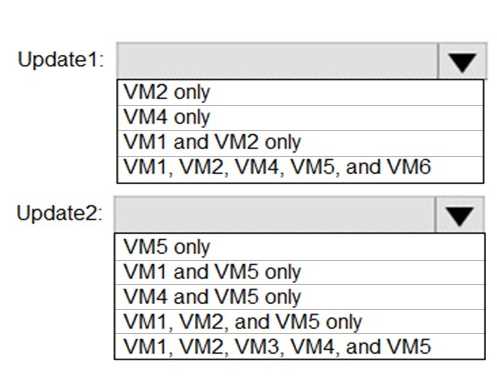 Update1:
VM2 only
VM4 only
VM1 and VM2 only
VM1, VM2, VM4, VM5, and VM6
Update2:
VM5 only
VM1 and VM5 only
VM4 and VM5 only
VM1, VM2, and VM5 only
VM1, VM2, VM3, VM4, and VM5